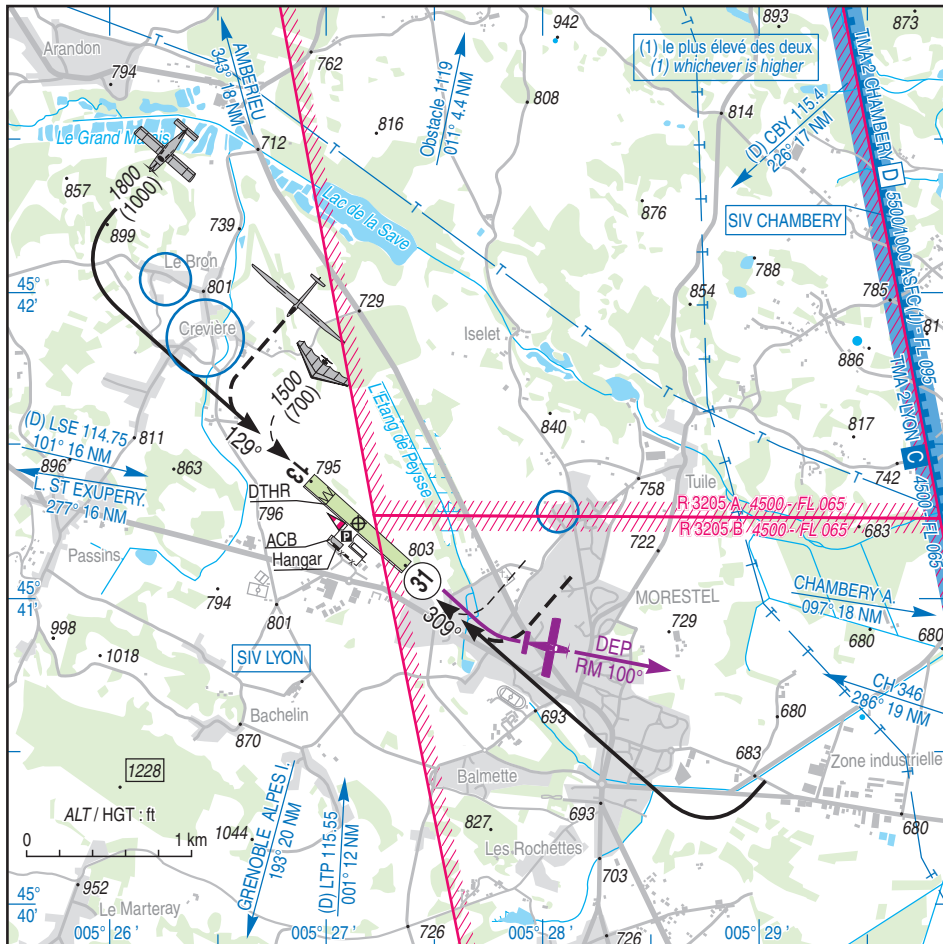 942
893
873
Arandon
794
AMBERIEU
343° 18 NM
762
Obstacle 1119
011° 4.4 NM
(1) le plus élevé des deux
(1) whichever is higher
TMA 2 CHAMBERY D 5500/1000 ASFC(1) - FL 095
808
814
816
(D) CBY 115.4
226° 17 NM
Le Grand Marais
712
857
1800
(1000)
899
739
Lac de la Save
876
SIV CHAMBERY
Le Bron
801
788
45°
42'
729
854
785
45°
42'
Crevière
Iselet
886
1500
(700)
L'Etang de Peysse
TMA 2 LYON C 4500 - FL 065
(D) LSE 114.75
101° 16 NM
811
129°
840
817
896
863
L. ST EXUPERY.
277° 16 NM
13
795
742
758
Tuile
DTHR
796
R 3205 A 4500 - FL 065
R 3205 B 4500 - FL 065
683
ACB
P
Hangar
803
722
Passins
31
45°
41'
794
801
309°
MORESTEL
CHAMBERY A.
097° 18 NM
45°
41'
998
1018
729
680
680
SIV LYON
DEP
RM 100°
CH 346
286° 19 NM
Bachelin
870
693
680
683
Zone industrielle
1228
Balmette
ALT / HGT : ft
0
1 km
1044
GRENOBLE ALPES I.
193° 20 NM
(D) LTP 115.55
001° 12 NM
827
693
680
Les Rochettes
703
952
45°
40'
Le Marteray
005° 26 '
005° 27 '
726
005° 28 '
726
005° 29 '